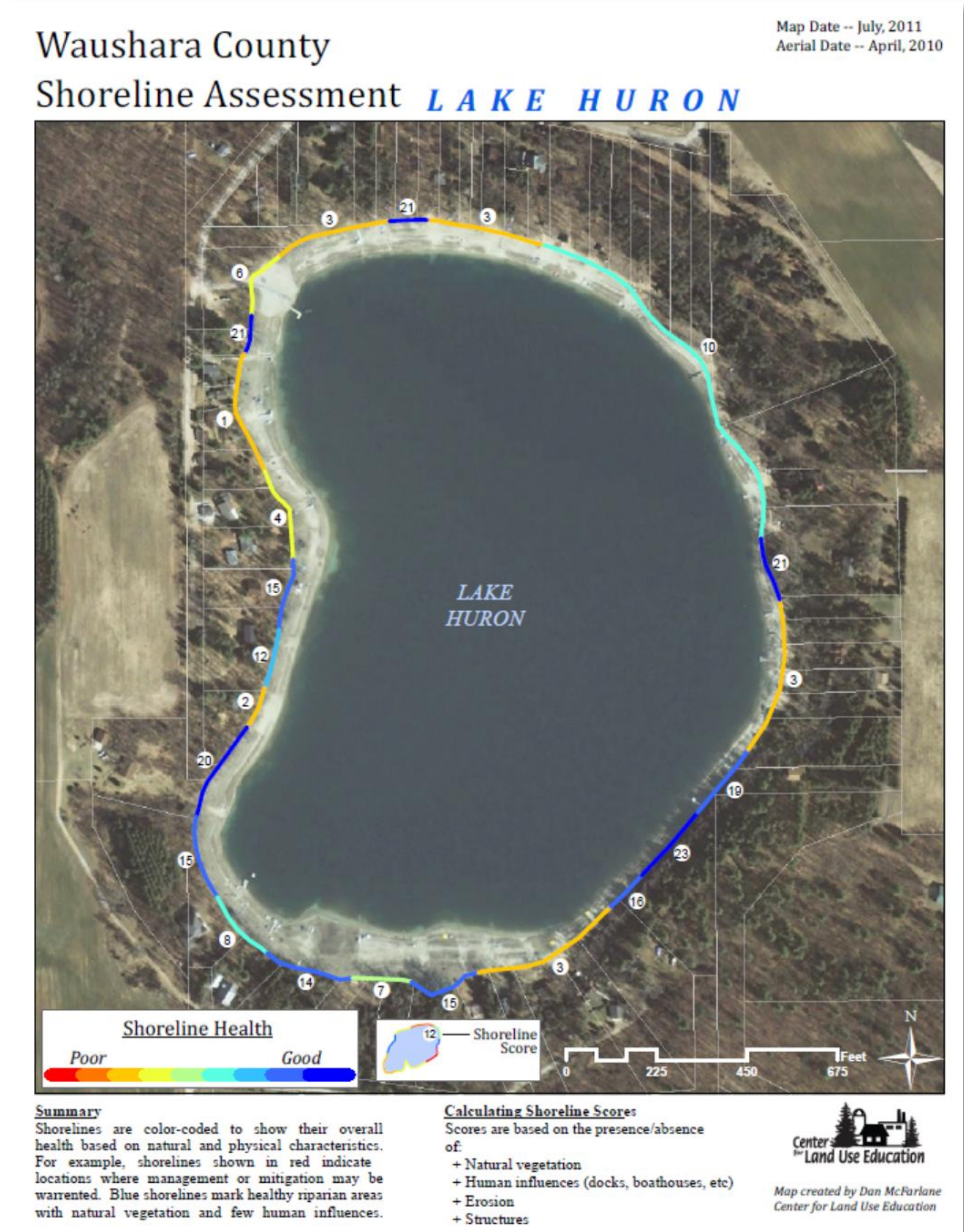 Waushara County
Shoreline Assessment LAKE HURON
Map Date -- July, 2011
Aerial Date -- April, 2010
21
3
3
6
21
10
1
4
21
15
LAKE
HURON
12
3
2
20
19
23
15
16
8
3
14
7
15
Shoreline Health
Poor Good
12
Shoreline
Score
N
Feet
0 225 450 675
Summary
Shorelines are color-coded to show their overall
health based on natural and physical characteristics.
For example, shorelines shown in red indicate
locations where management or mitigation may be
warranted. Blue shorelines mark healthy riparian areas
with natural vegetation and few human influences.
Calculating Shoreline Scores
Scores are based on the presence/absence
of:
+ Natural vegetation
+ Human influences (docks, boathouses, etc)
+ Erosion
+ Structures
Center
for Land Use Education
Map created by Dan McFarlane
Center for Land Use Education